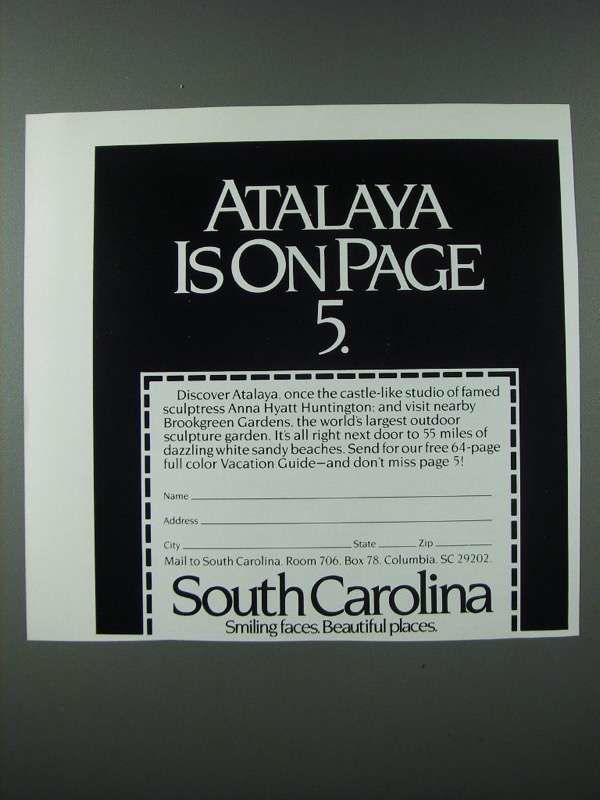 ATALAYA
IS ON PAGE
5.
Discover Atalaya, once the castle-like studio of famed
sculptress Anna Hyatt Huntington; and visit nearby
Brookgreen Gardens, the world's largest outdoor
sculpture garden. It's all right next door to 55 miles of
dazzling white sandy beaches. Send for our free 64-page
full color Vacation Guide—and don't miss page 5!
Name
Address
City State Zip
Mail to South Carolina, Room 706, Box 78, Columbia, SC 29202.
South Carolina
Smiling faces. Beautiful places.